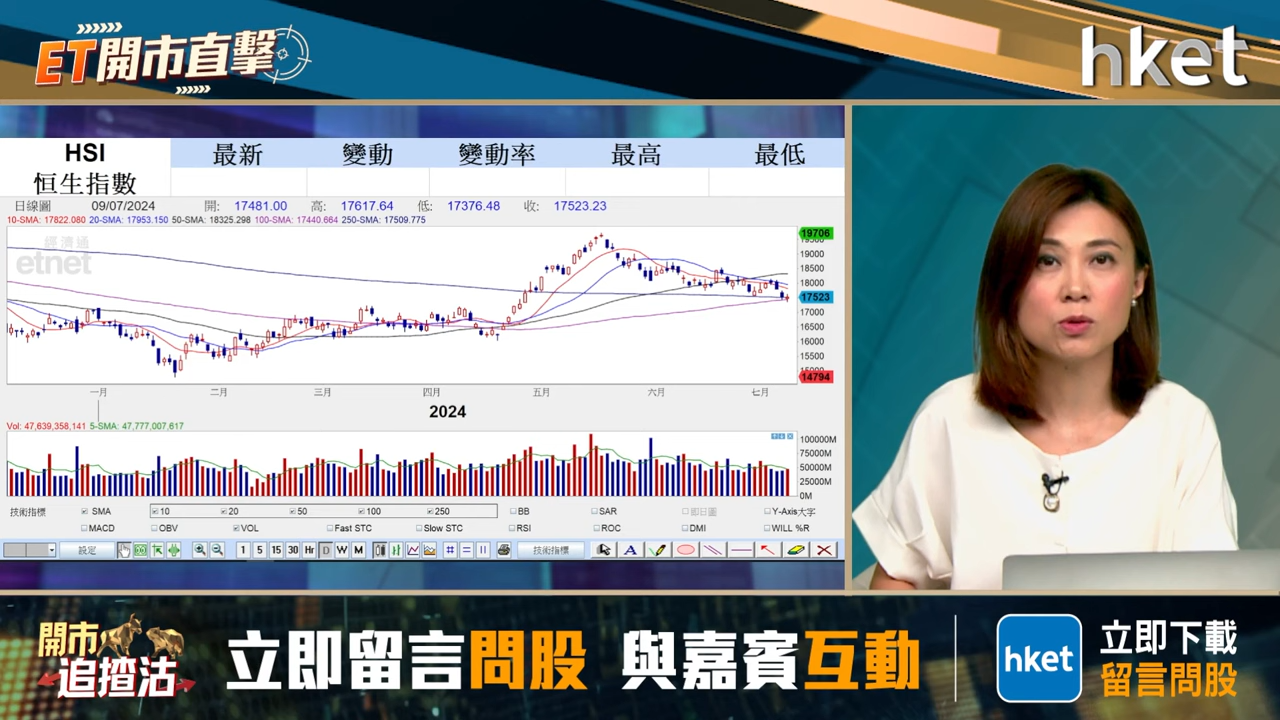 ET開市直擊
hket
HSI 最新 變動 變動率 最高 最低
恒生指數
日線圖 09/07/2024 開: 17481.00 高: 17617.64 低: 17376.48 收: 17523.23
10-SMA: 17822.080 20-SMA: 17953.150 50-SMA: 18325.298 100-SMA: 17440.664 250-SMA: 17509.775
經濟通
etnet
19706
19500
19000
18500
18000
17523
17000
16500
16000
15500
15000
14794
一月 二月 三月 四月 五月 六月 七月
2024
Vol: 47,639,358,141 5-SMA: 47,777,007,617
100000M
75000M
50000M
25000M
0M
技術指標 SMA 10 20 50 100 250 BB SAR 即日圖 Y-Axis大字
MACD OBV VOL Fast STC Slow STC RSI ROC DMI WILL %R
設定 1 5 15 30 Hr D W M 技術指標 A
開市
追揸沽
立即留言問股 與嘉賓互動
hket
立即下載
留言問股